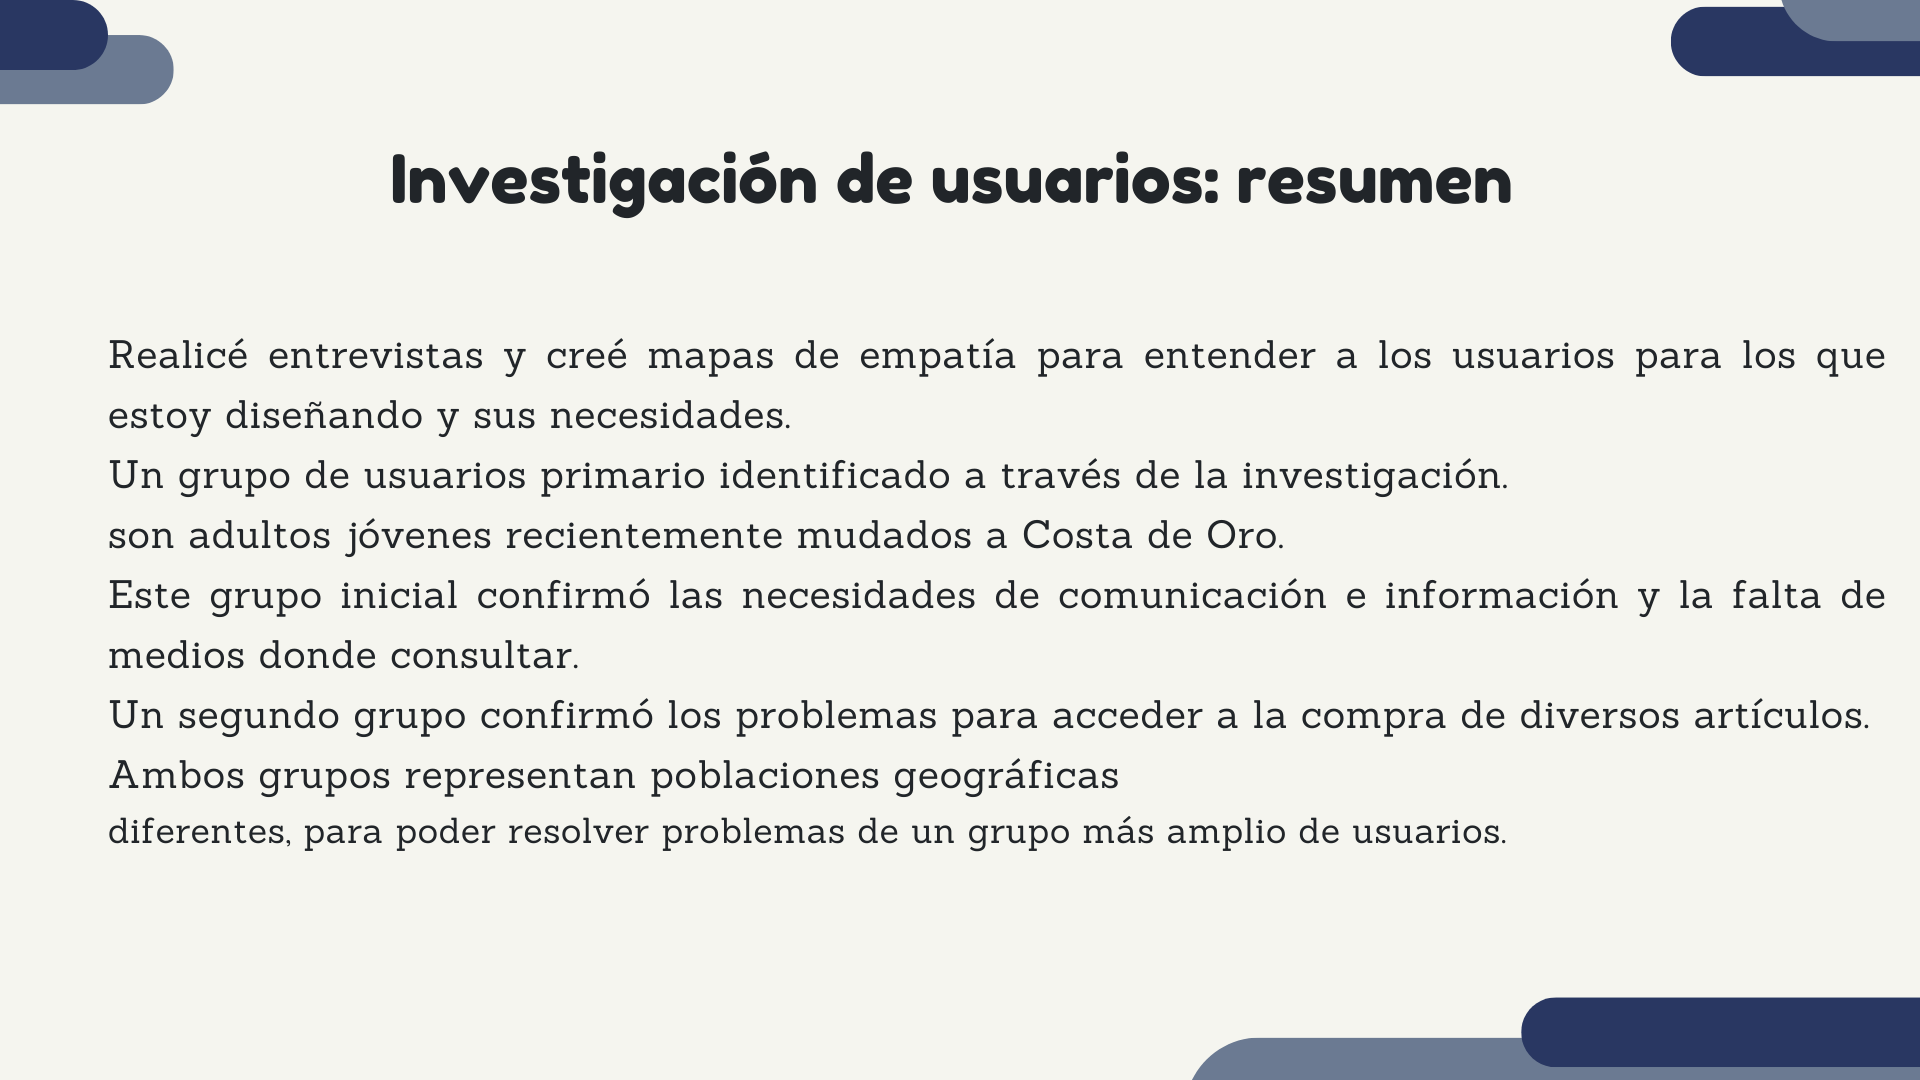 Investigación de usuarios: resumen
Realicé entrevistas y creé mapas de empatía para entender a los usuarios para los que
estoy diseñando y sus necesidades.
Un grupo de usuarios primario identificado a través de la investigación.
son adultos jóvenes recientemente mudados a Costa de Oro.
Este grupo inicial confirmó las necesidades de comunicación e información y la falta de
medios donde consultar.
Un segundo grupo confirmó los problemas para acceder a la compra de diversos artículos.
Ambos grupos representan poblaciones geográficas
diferentes, para poder resolver problemas de un grupo más amplio de usuarios.